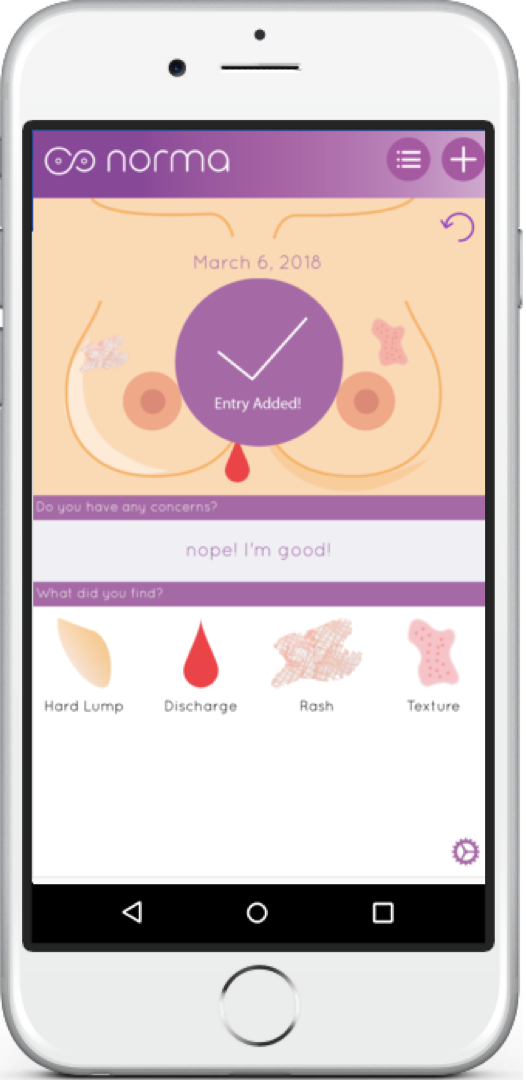 norma
March 6, 2018
Entry Added!
Do you have any concerns?
nope! I'm good!
What did you find?
Hard Lump Discharge Rash Texture